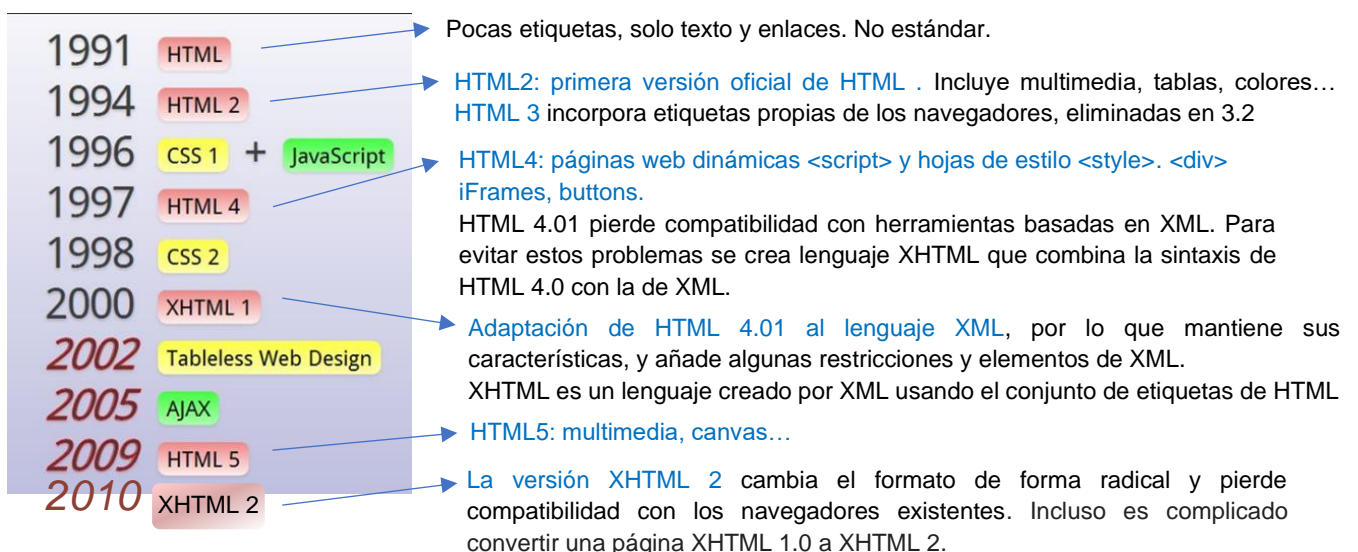 1991 HTML
Pocas etiquetas, solo texto y enlaces. No estándar.
1994 HTML 2
HTML2: primera versión oficial de HTML . Incluye multimedia, tablas, colores…
HTML 3 incorpora etiquetas propias de los navegadores, eliminadas en 3.2
1996 CSS 1 + JavaScript
1997 HTML 4
HTML4: páginas web dinámicas <script> y hojas de estilo <style>. <div>
iFrames, buttons.
HTML 4.01 pierde compatibilidad con herramientas basadas en XML. Para
evitar estos problemas se crea lenguaje XHTML que combina la sintaxis de
HTML 4.0 con la de XML.
1998 CSS 2
2000 XHTML 1
Adaptación de HTML 4.01 al lenguaje XML, por lo que mantiene sus
características, y añade algunas restricciones y elementos de XML.
XHTML es un lenguaje creado por XML usando el conjunto de etiquetas de HTML
2002 Tableless Web Design
2005 AJAX
2009 HTML 5
HTML5: multimedia, canvas…
2010 XHTML 2
La versión XHTML 2 cambia el formato de forma radical y pierde
compatibilidad con los navegadores existentes. Incluso es complicado
convertir una página XHTML 1.0 a XHTML 2.